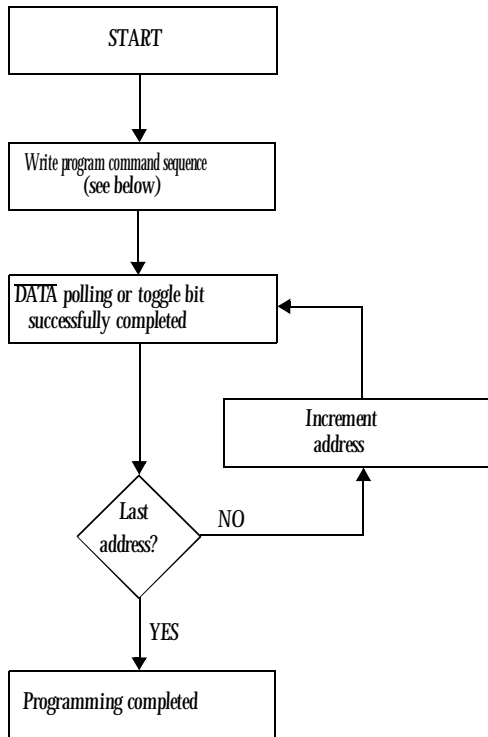 START
Write program command sequence
(see below)
DATA polling or toggle bit
successfully completed
Increment
address
Last
address?
NO
YES
Programming completed